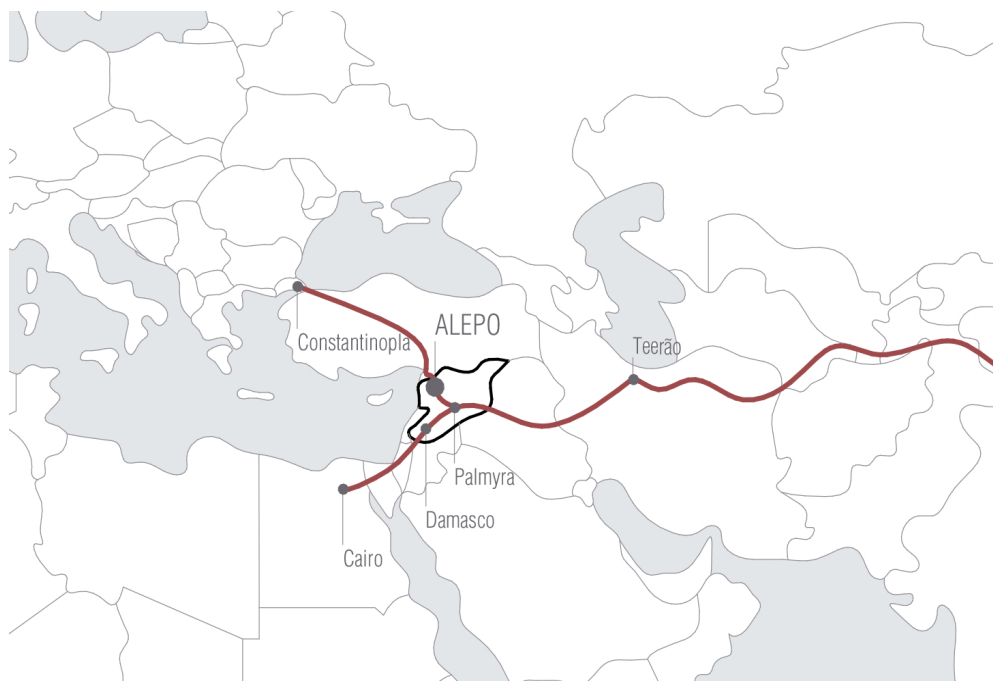 ALEPO
Constantinopla
Teerão
Palmyra
Damasco
Cairo